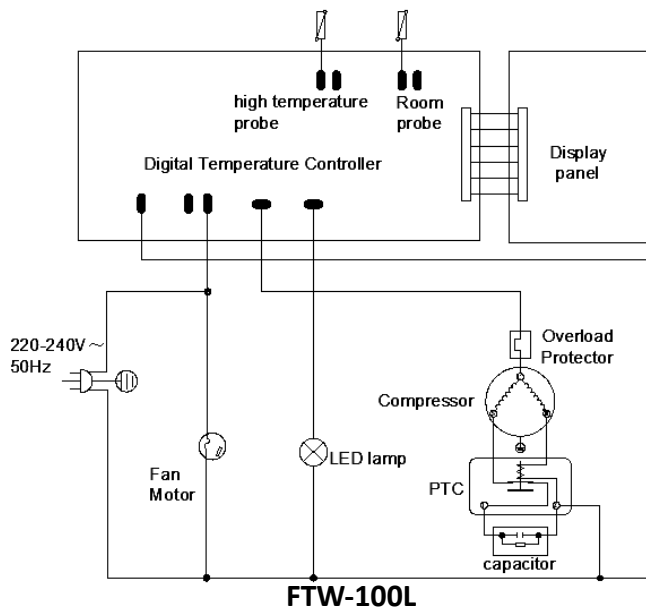 high temperature
probe
Room
probe
Digital Temperature Controller
Display
panel
220-240V ~
50Hz
Overload
Protector
Compressor
Fan
Motor
LED lamp
PTC
capacitor
FTW-100L